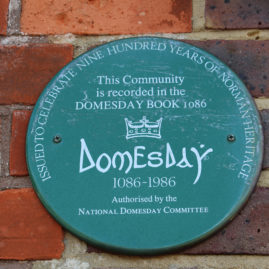 ISSUED TO CELEBRATE NINE HUNDRED YEARS OF NORMAN HERITAGE
This Community
is recorded in the
DOMESDAY BOOK 1086
DOMESDAY
1086-1986
Authorised by the
NATIONAL DOMESDAY COMMITTEE